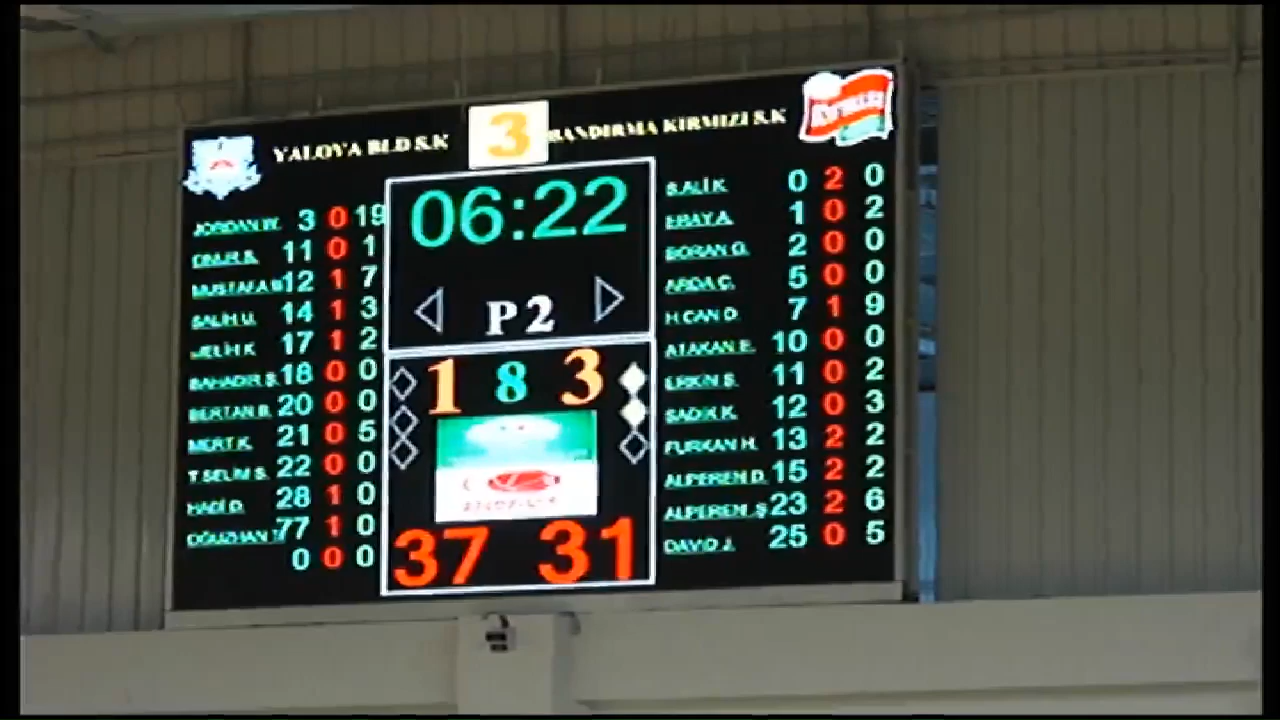 YALOVA BLD S.K 3 BANDIRMA KIRMIZI S.K
06:22
P2
1 8 3
37 31
JORDAN W. 3 0 19
ONUR S. 11 0 1
MUSTAFA 12 1 7
SALİH U. 14 1 3
MELİH K 17 1 2
BAHADIR Ş. 18 0 0
BERTAN B. 20 0 0
MERT K. 21 0 5
T.SELİM S. 22 0 0
HADİ D. 28 1 0
OĞUZHAN 77 1 0
0 0 0
S.ALİ K. 0 2 0
ERAY A. 1 0 2
BORAN G. 2 0 0
ARDA C. 5 0 0
H.CAN D 7 1 9
ATAKAN E. 10 0 0
ERKİN Ş. 11 0 2
SADIK K. 12 0 3
FURKAN H. 13 2 2
ALPEREN D. 15 2 2
ALPEREN Ş 23 2 6
DAVID J. 25 0 5